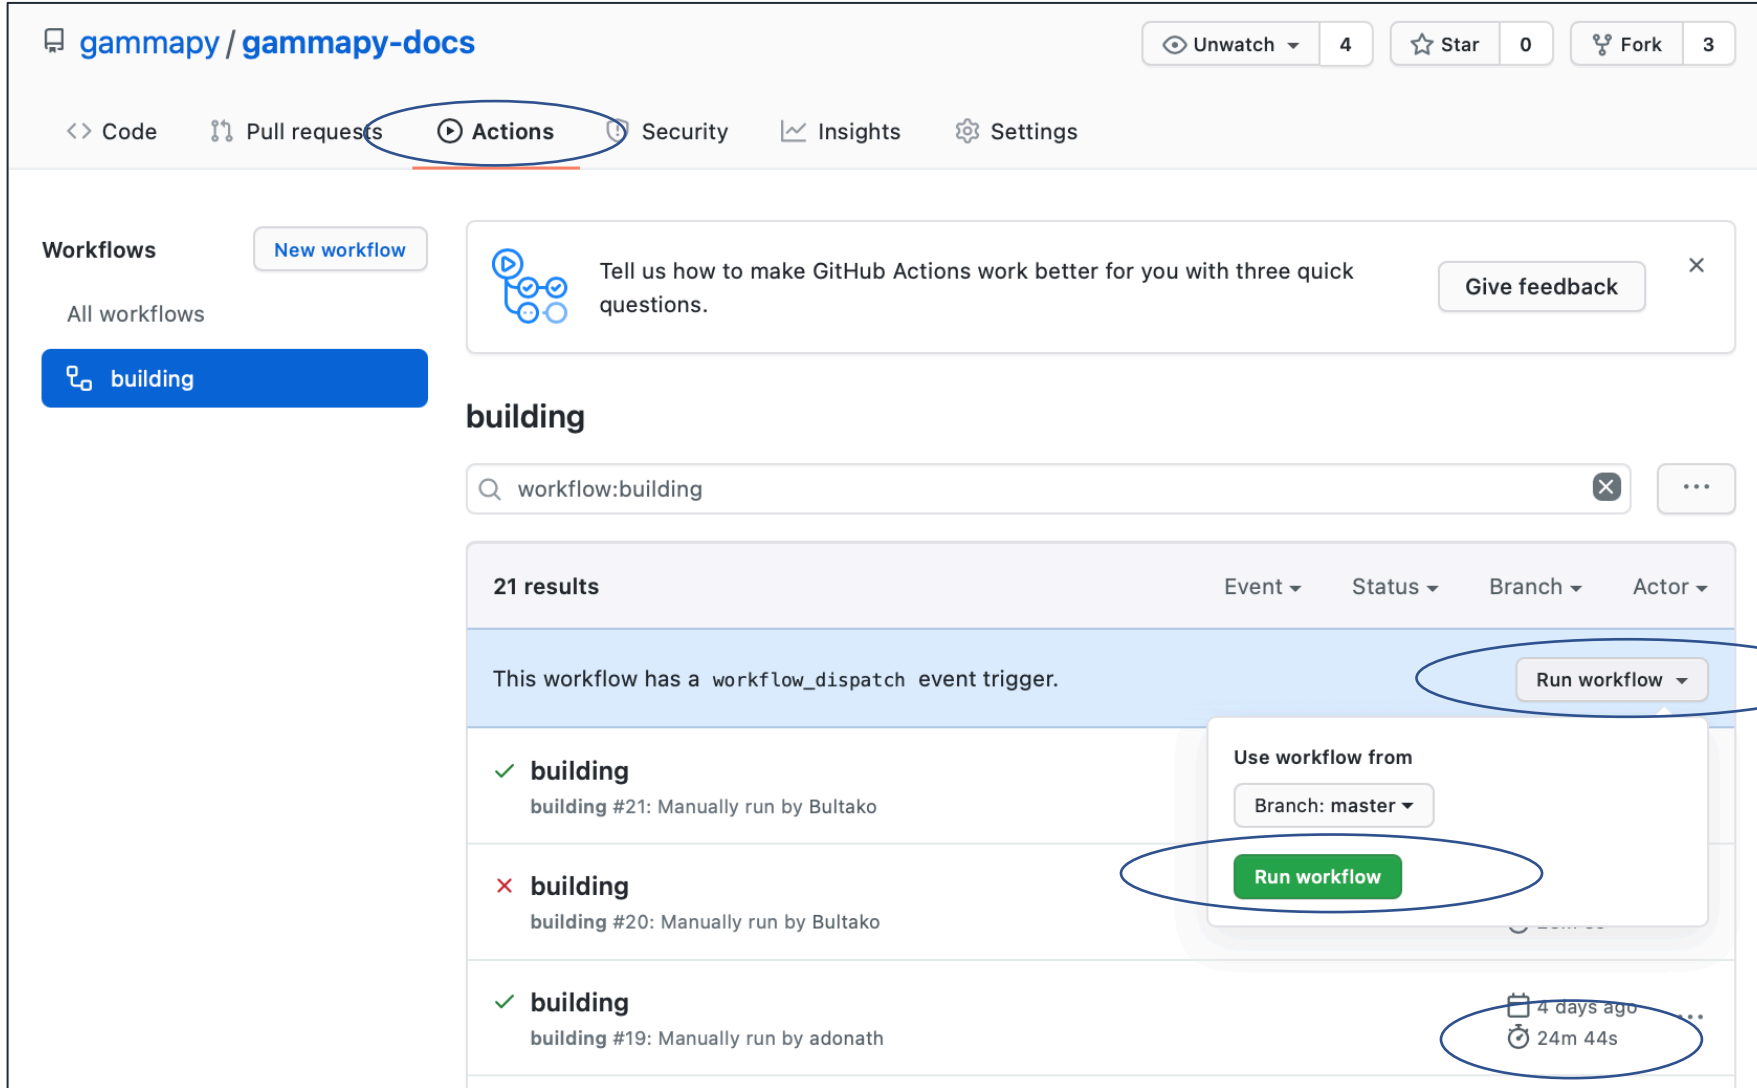 gammapy / gammapy-docs
Unwatch 4 Star 0 Fork 3
Code Pull requests Actions Security Insights Settings
Workflows New workflow
All workflows
building
Tell us how to make GitHub Actions work better for you with three quick
questions.
Give feedback
building
workflow:building
21 results Event Status Branch Actor
This workflow has a workflow_dispatch event trigger. Run workflow
Use workflow from
Branch: master
Run workflow
building
building #21: Manually run by Bultako
building
building #20: Manually run by Bultako
building
building #19: Manually run by adonath
4 days ago
24m 44s